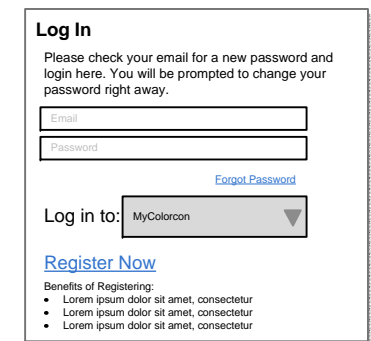 Log In
Please check your email for a new password and
login here. You will be prompted to change your
password right away.
Email
Password
Forgot Password
Log in to: MyColorcon
Register Now
Benefits of Registering:
• Lorem ipsum dolor sit amet, consectetur
• Lorem ipsum dolor sit amet, consectetur
• Lorem ipsum dolor sit amet, consectetur